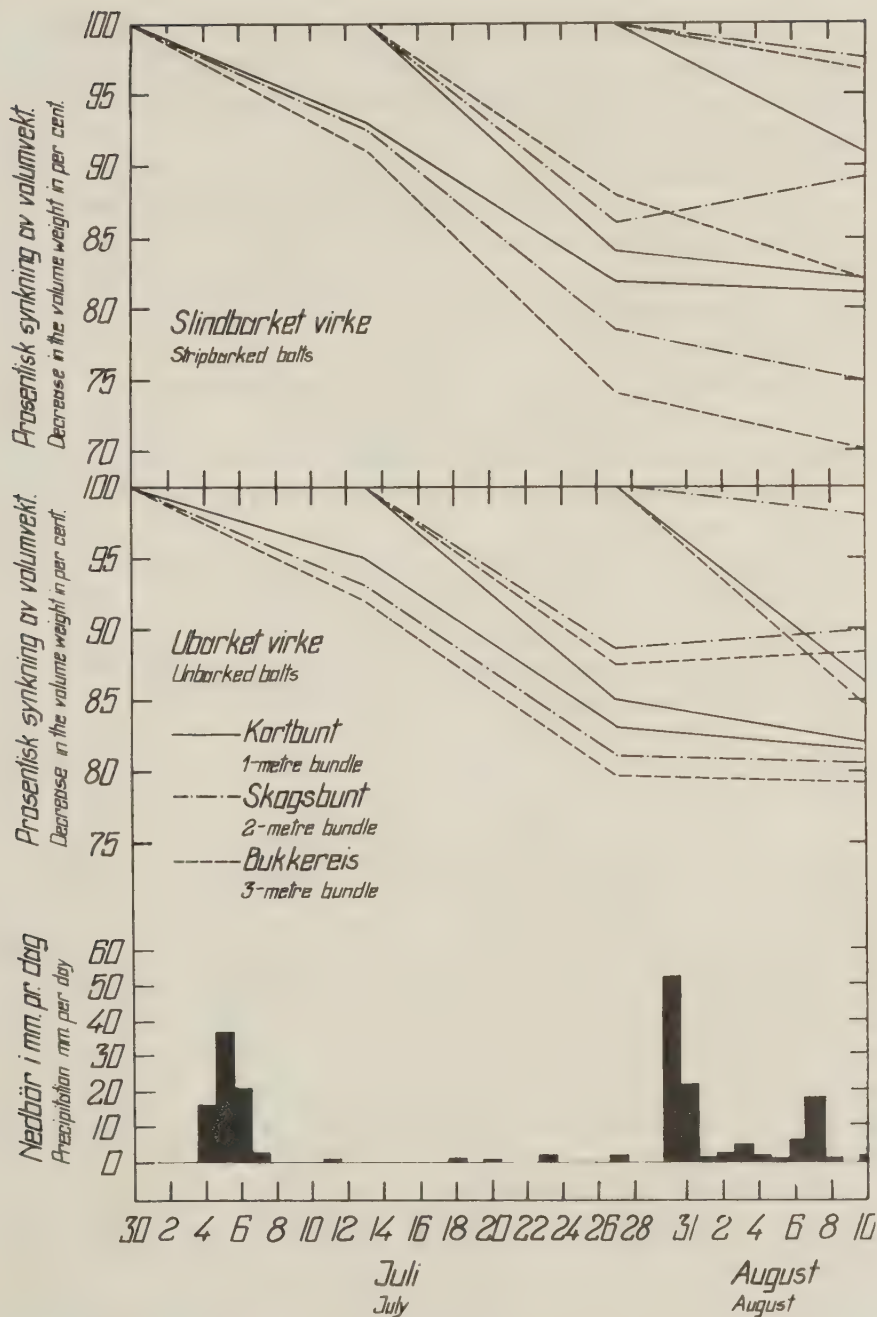 100
95
90
85
80
75
70
Prosentisk synkning av volumvekt.
Decrease in the volume weight in per cent.
Slindbarket virke
Stripbarked bolts
100
95
90
85
80
75
Prosentisk synkning av volumvekt.
Decrease in the volume weight in per cent.
Ubarket virke
Unbarked bolts
Kortbunt
1-metre bundle
Skogsbunt
2-metre bundle
Bukkereis
3-metre bundle
60
50
40
30
20
10
0
Nedbör i mm. pr. dag
Precipitation mm. per day
30 2 4 6 8 10 12 14 16 18 20 22 24 26 28 31 2 4 6 8 10
Juli August
July August